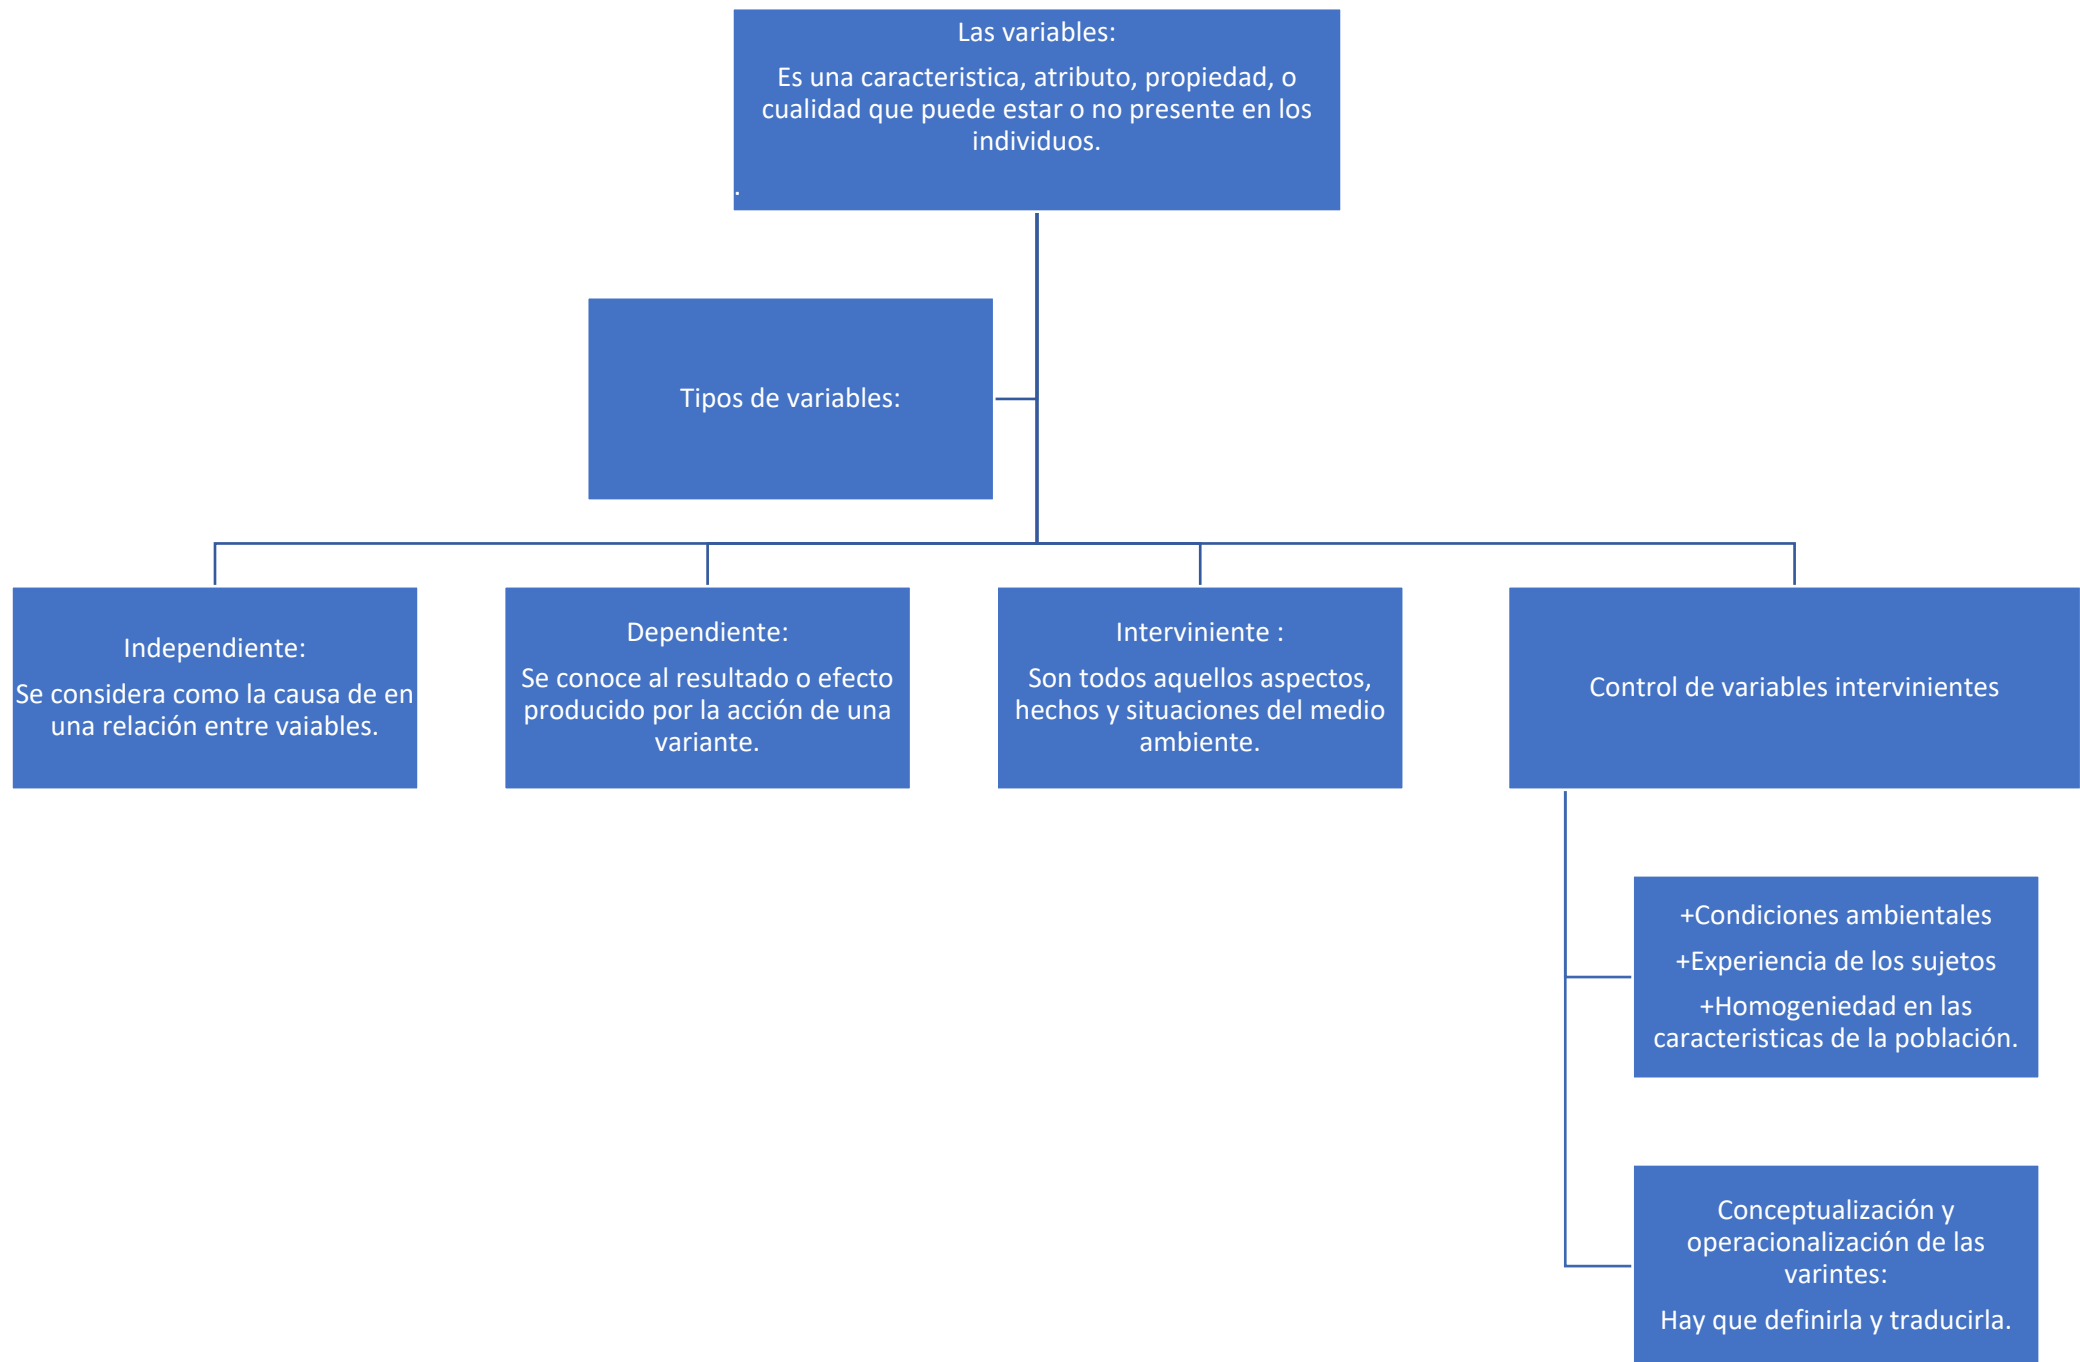 Las variables:
Es una caracteristica, atributo, propiedad, o
cualidad que puede estar o no presente en los
individuos.
.
Tipos de variables:
Independiente:
Se considera como la causa de en
una relación entre vaiables.
Dependiente:
Se conoce al resultado o efecto
producido por la acción de una
variante.
Interviniente :
Son todos aquellos aspectos,
hechos y situaciones del medio
ambiente.
Control de variables intervinientes
+Condiciones ambientales
+Experiencia de los sujetos
+Homogeniedad en las
caracteristicas de la población.
Conceptualización y
operacionalización de las
varintes:
Hay que definirla y traducirla.